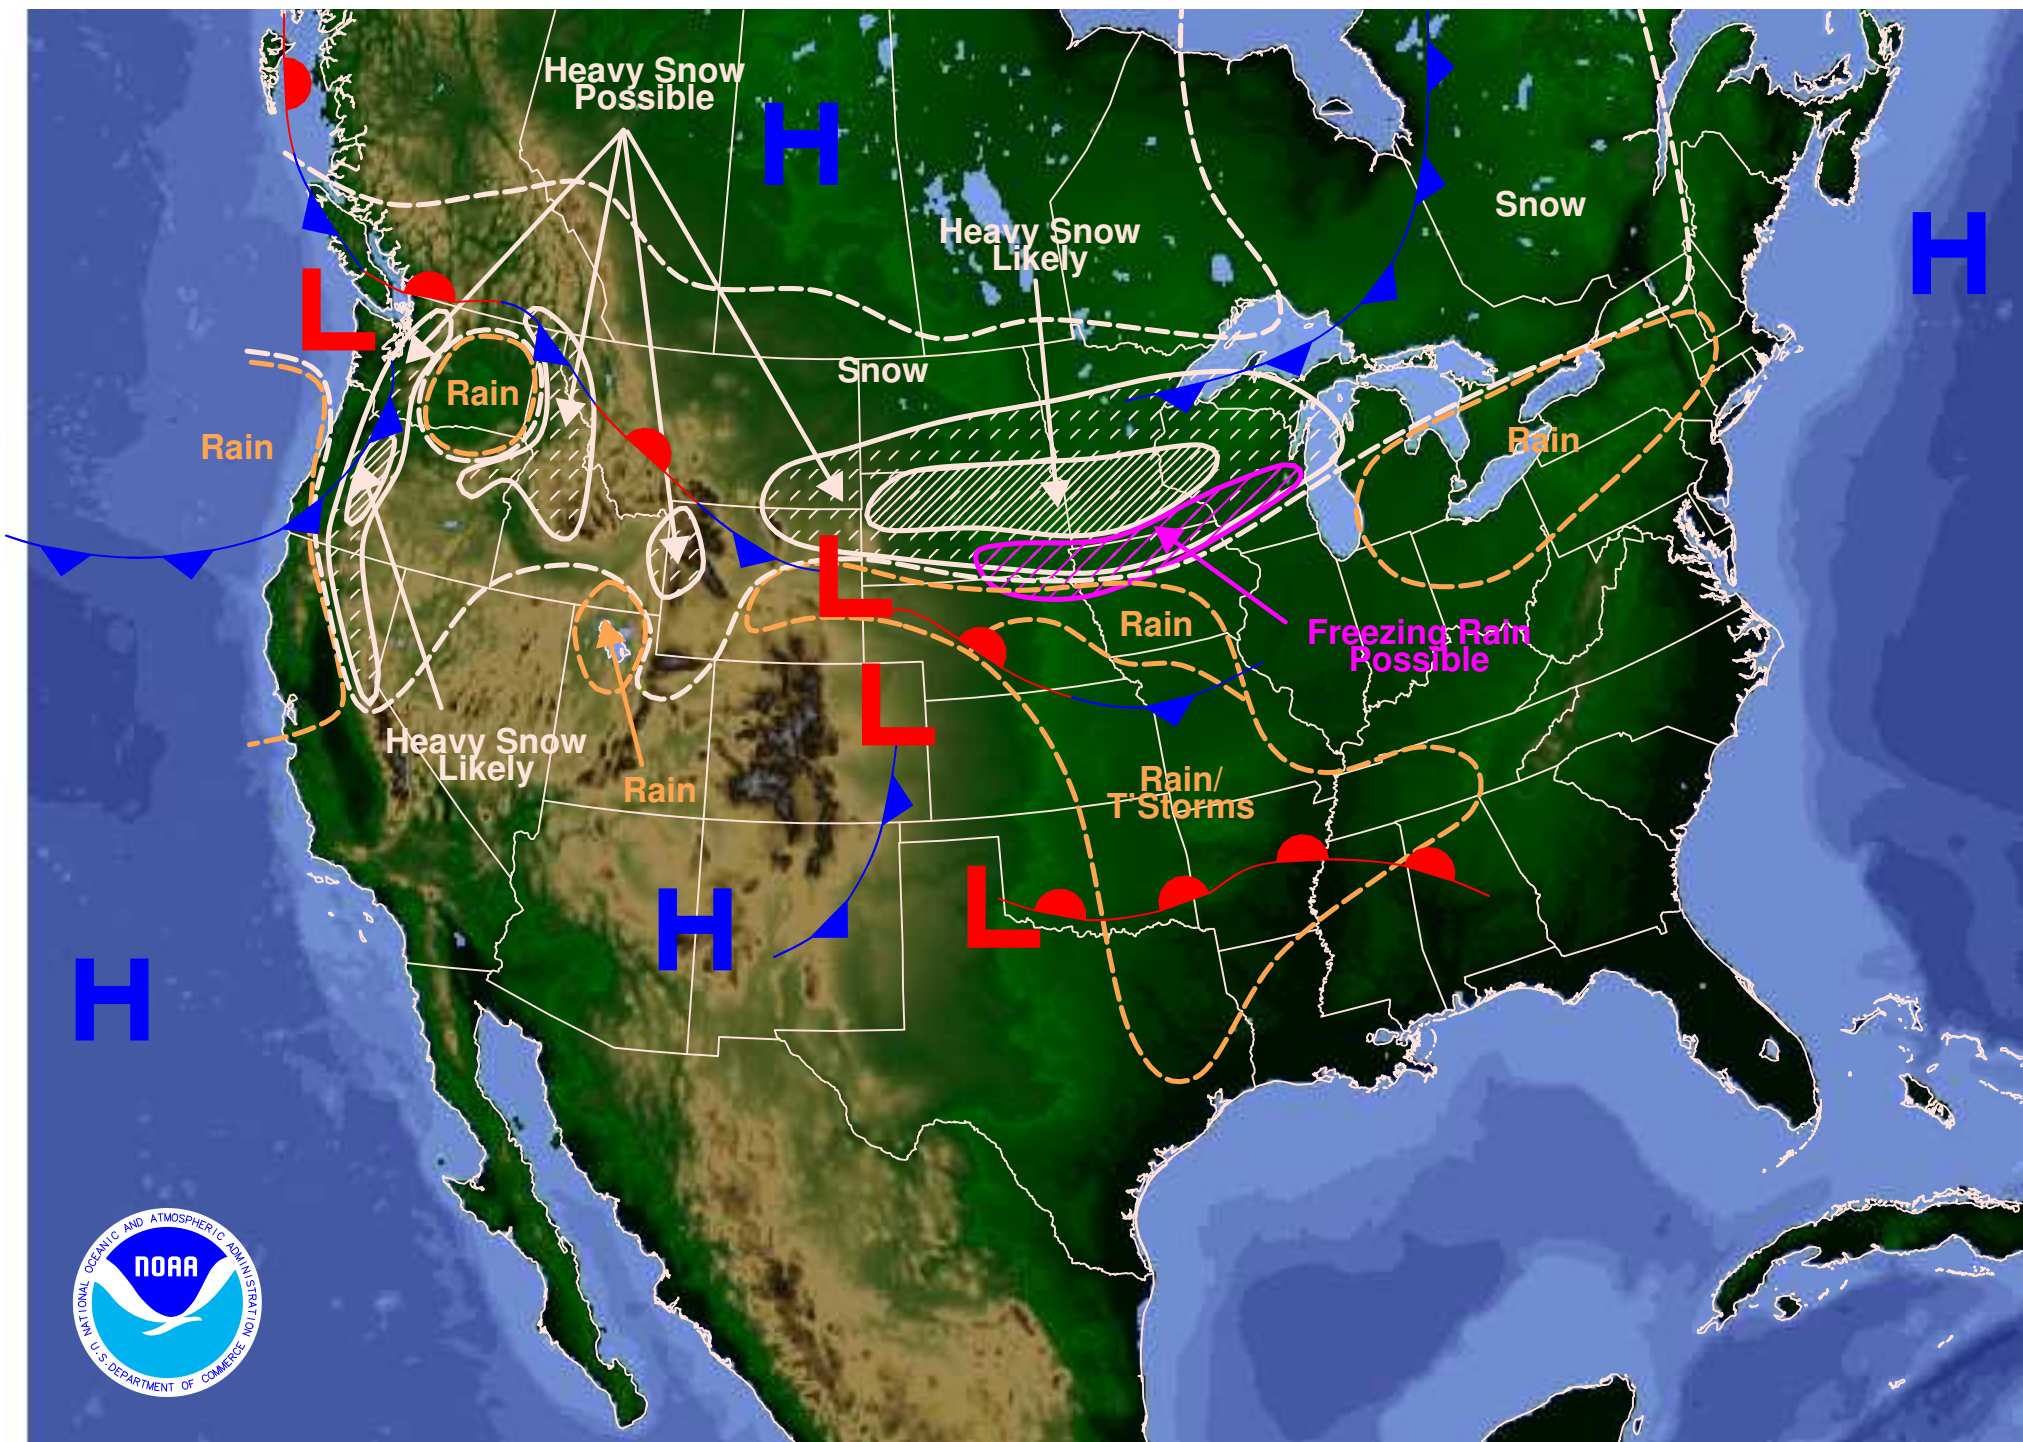 Heavy Snow
Possible
H
Snow
H
Heavy Snow
Likely
L
Snow
Rain
Rain
Rain
L
Rain
Freezing Rain
Possible
L
Heavy Snow
Likely
Rain
Rain/
T'Storms
L
H
H
NATIONAL OCEANIC AND ATMOSPHERIC ADMINISTRATION
NOAA
U.S. DEPARTMENT OF COMMERCE